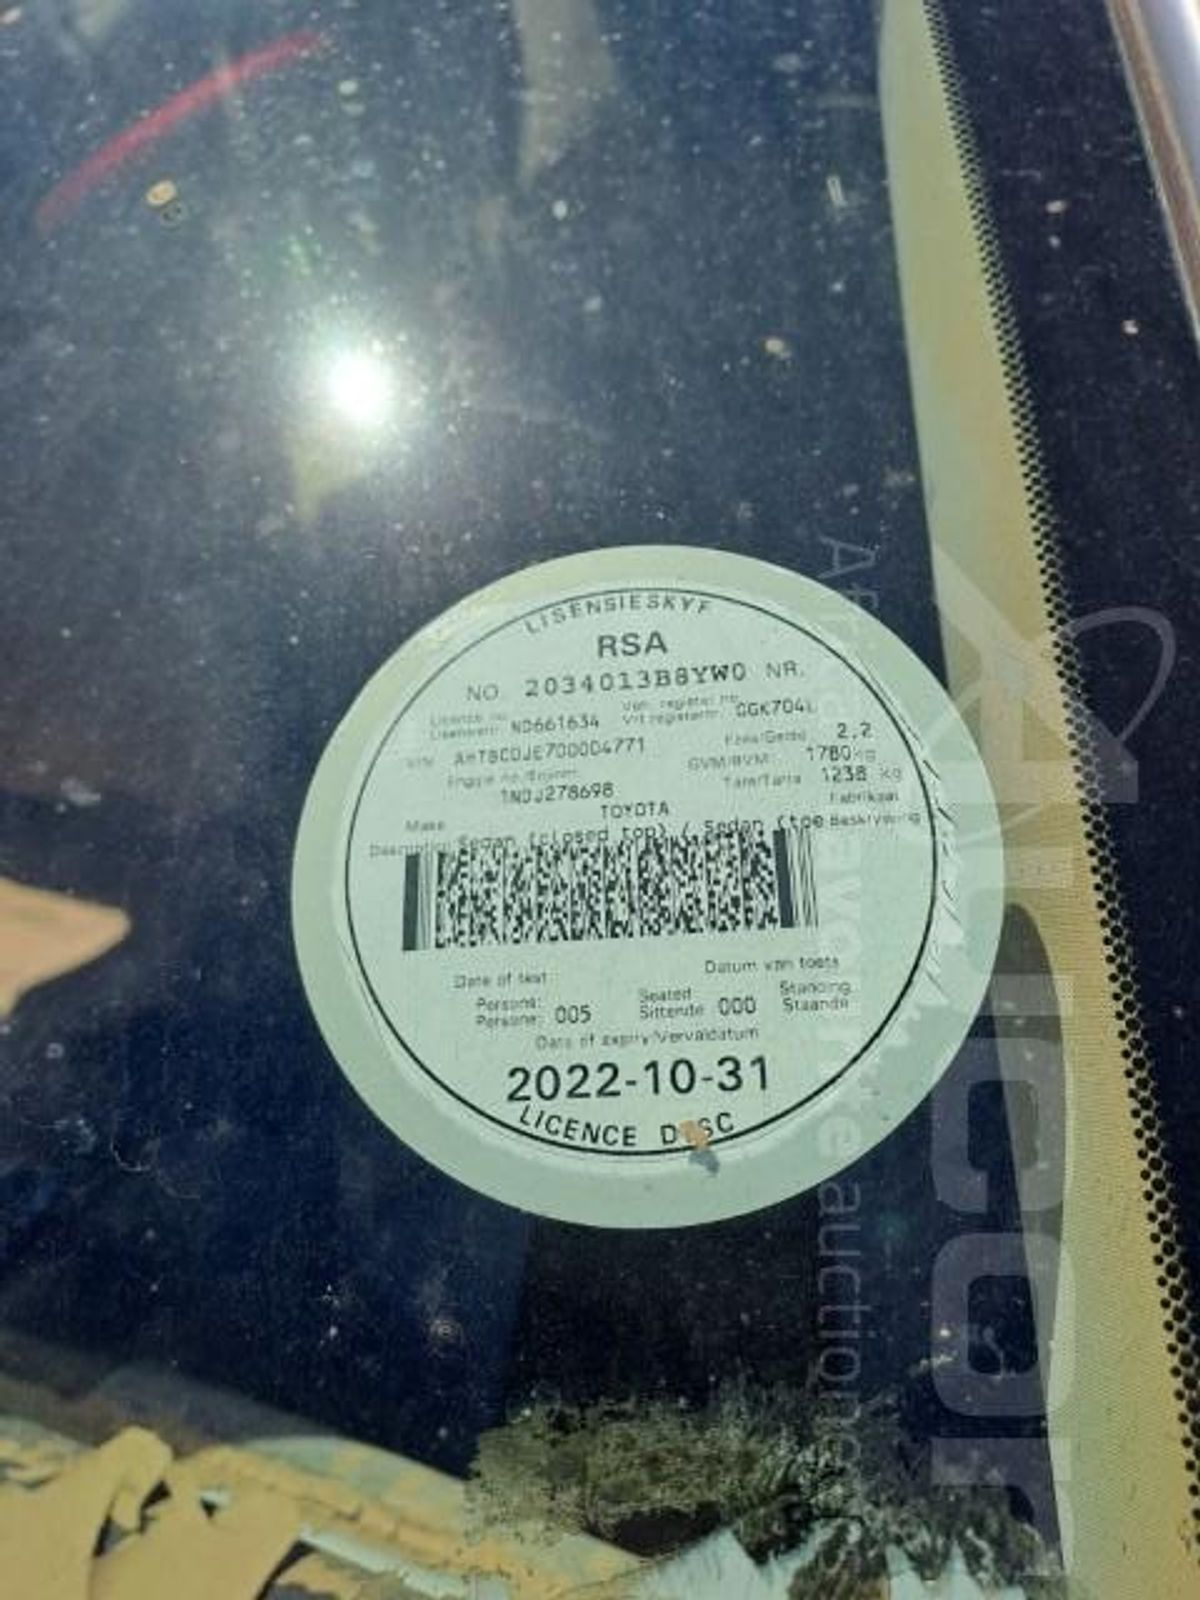 LISENSIESKYF
RSA
NO. 2034013B8YW0 NR.
Licence no. Veh. register no.
Lisensienr. ND661634 Vrt registernr. GGK704L
VIN AHTBC0JE700004771 Fees/Gelde 2,2
Engine no./Enjinnr. GVM/BVM: 1780 kg
1NDJ278698 Tare/Tarra 1238 kg
Make TOYOTA Fabrikaat
Description Sedan (closed top) / Sedan (toe Beskrywing
Date of test Datum van toets
Persons: Seated Standing
Persone: 005 Sittende 000 Staande
Date of expiry/Vervaldatum
2022-10-31
LICENCE DISC